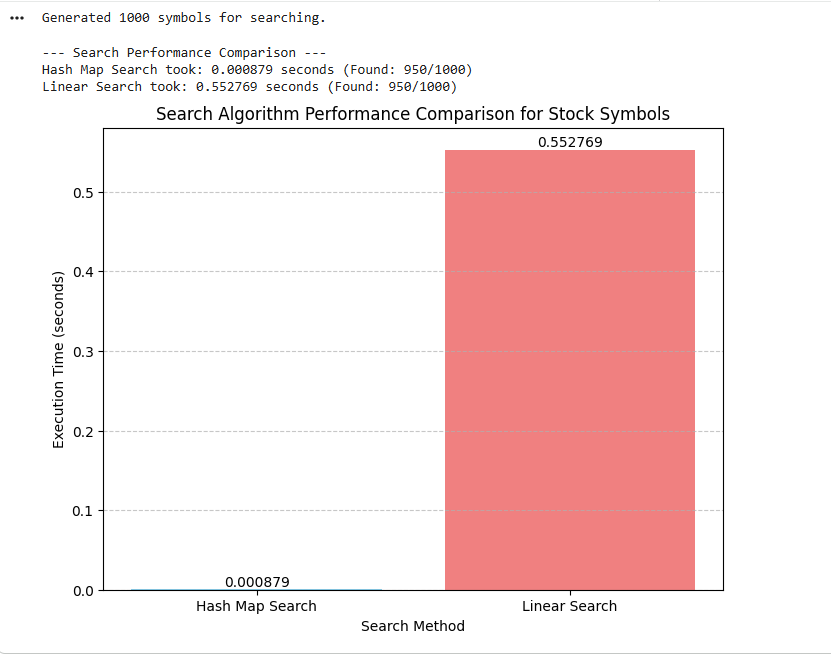 Generated 1000 symbols for searching.
--- Search Performance Comparison ---
Hash Map Search took: 0.000879 seconds (Found: 950/1000)
Linear Search took: 0.552769 seconds (Found: 950/1000)
Search Algorithm Performance Comparison for Stock Symbols
0.552769
0.5
0.4
0.3
0.2
0.1
0.0
Execution Time (seconds)
0.000879
Hash Map Search
Linear Search
Search Method